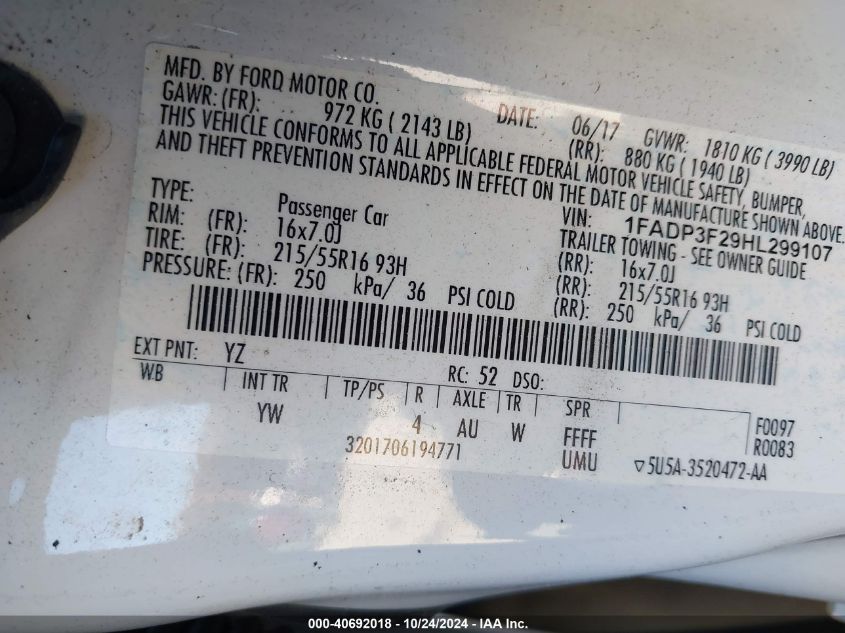 MFD. BY FORD MOTOR CO.
DATE: 06/17 GVWR: 1810 KG ( 3990 LB)
GAWR: (FR): 972 KG ( 2143 LB) (RR): 880 KG ( 1940 LB)
THIS VEHICLE CONFORMS TO ALL APPLICABLE FEDERAL MOTOR VEHICLE SAFETY, BUMPER,
AND THEFT PREVENTION STANDARDS IN EFFECT ON THE DATE OF MANUFACTURE SHOWN ABOVE.
VIN: 1FADP3F29HL299107
TYPE: Passenger Car TRAILER TOWING - SEE OWNER GUIDE
RIM: (FR): 16x7.0J (RR): 16x7.0J
TIRE: (FR): 215/55R16 93H (RR): 215/55R16 93H
PRESSURE: (FR): 250 kPa/ 36 PSI COLD (RR): 250 kPa/ 36 PSI COLD
EXT PNT: YZ RC: 52 DSO:
WB INT TR TP/PS R AXLE TR SPR
YW 4 AU W FFFF F0097
3201706194771 UMU R0083
▽5U5A-3520472-AA
000-40692018 - 10/24/2024 - IAA Inc.